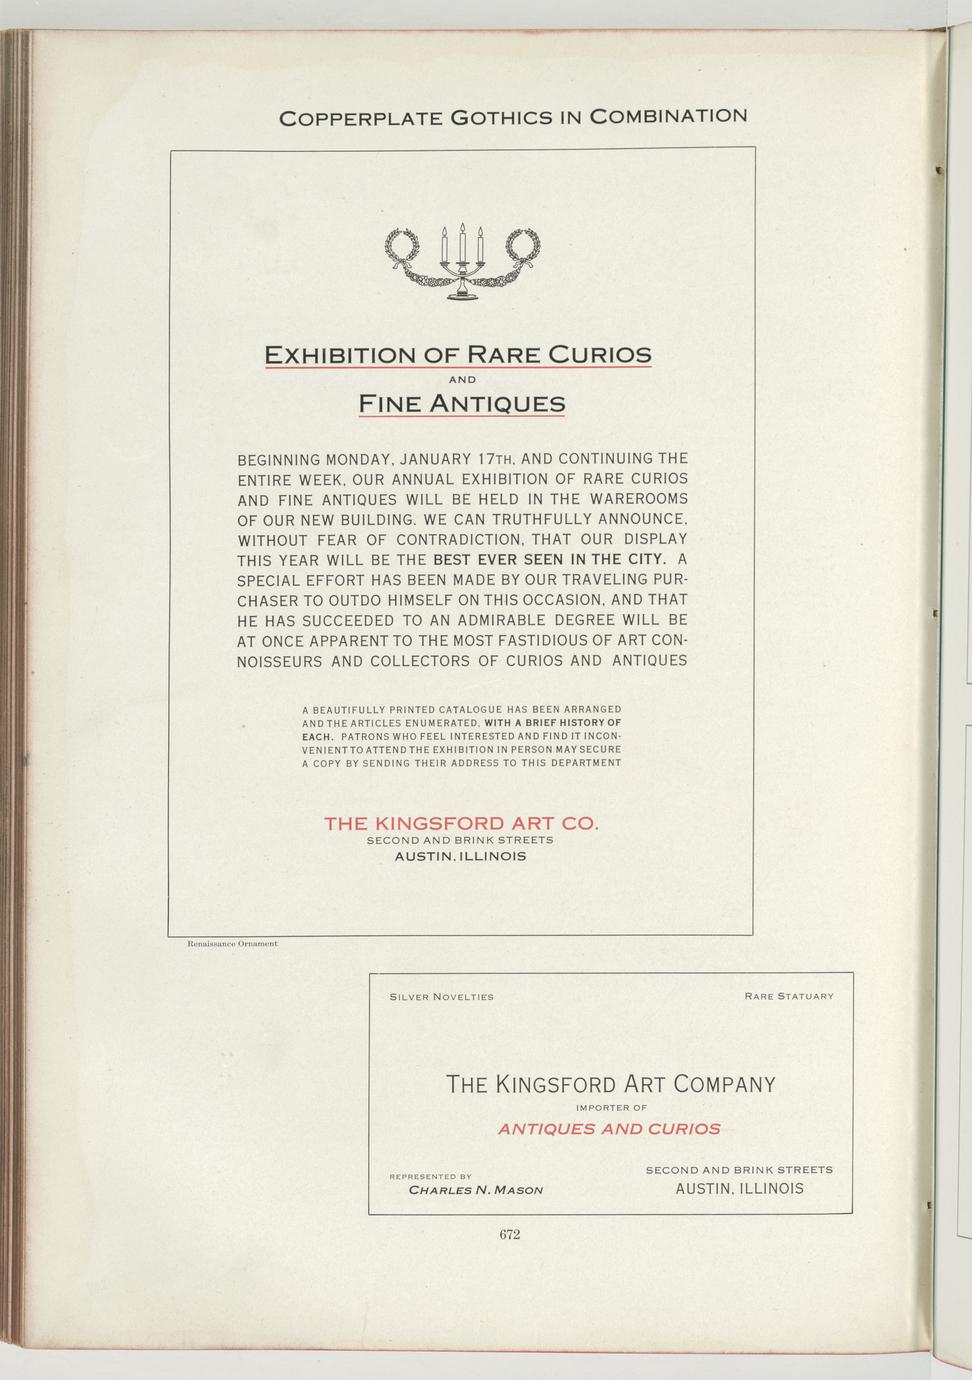 COPPERPLATE GOTHICS IN COMBINATION
EXHIBITION OF RARE CURIOS
AND
FINE ANTIQUES
BEGINNING MONDAY, JANUARY 17TH, AND CONTINUING THE
ENTIRE WEEK, OUR ANNUAL EXHIBITION OF RARE CURIOS
AND FINE ANTIQUES WILL BE HELD IN THE WAREROOMS
OF OUR NEW BUILDING. WE CAN TRUTHFULLY ANNOUNCE,
WITHOUT FEAR OF CONTRADICTION, THAT OUR DISPLAY
THIS YEAR WILL BE THE BEST EVER SEEN IN THE CITY. A
SPECIAL EFFORT HAS BEEN MADE BY OUR TRAVELING PUR-
CHASER TO OUTDO HIMSELF ON THIS OCCASION, AND THAT
HE HAS SUCCEEDED TO AN ADMIRABLE DEGREE WILL BE
AT ONCE APPARENT TO THE MOST FASTIDIOUS OF ART CON-
NOISSEURS AND COLLECTORS OF CURIOS AND ANTIQUES
A BEAUTIFULLY PRINTED CATALOGUE HAS BEEN ARRANGED
AND THE ARTICLES ENUMERATED, WITH A BRIEF HISTORY OF
EACH. PATRONS WHO FEEL INTERESTED AND FIND IT INCON-
VENIENT TO ATTEND THE EXHIBITION IN PERSON MAY SECURE
A COPY BY SENDING THEIR ADDRESS TO THIS DEPARTMENT
THE KINGSFORD ART CO.
SECOND AND BRINK STREETS
AUSTIN, ILLINOIS
Renaissance Ornament
SILVER NOVELTIES
RARE STATUARY
THE KINGSFORD ART COMPANY
IMPORTER OF
ANTIQUES AND CURIOS
REPRESENTED BY
CHARLES N. MASON
SECOND AND BRINK STREETS
AUSTIN, ILLINOIS
672